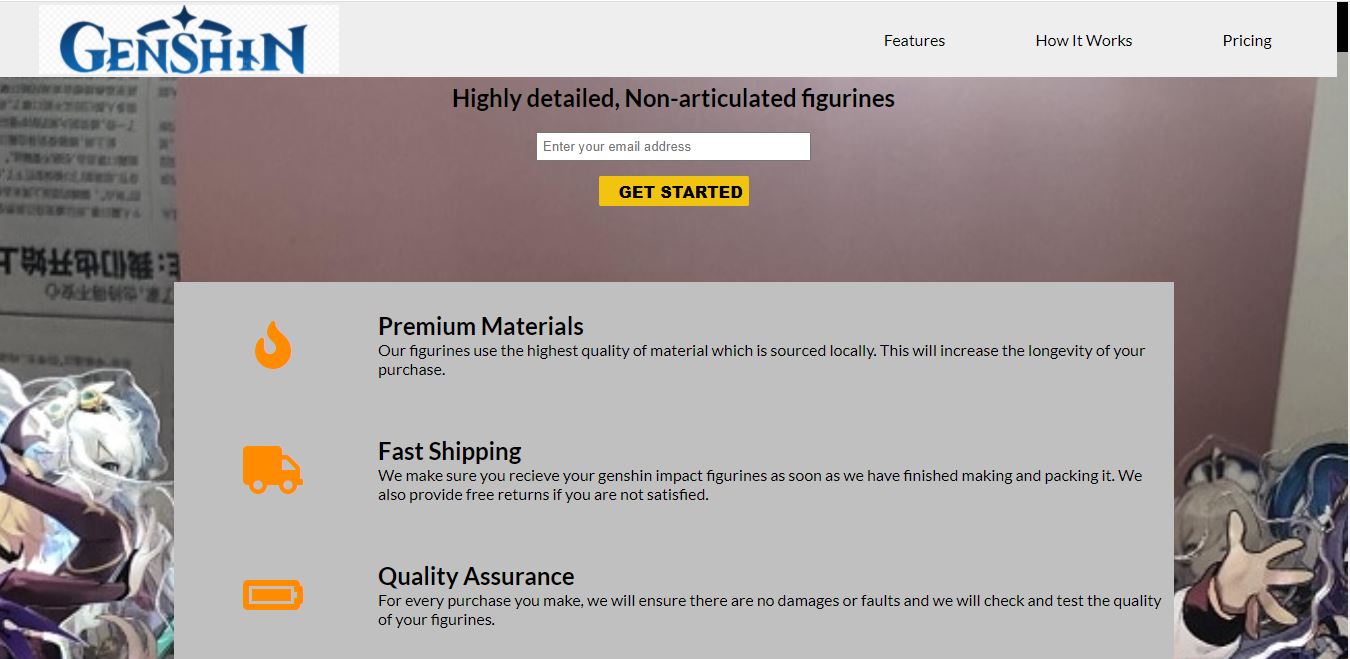 GENSHIN
Features
How It Works
Pricing
Highly detailed, Non-articulated figurines
Enter your email address
GET STARTED
Premium Materials
Our figurines use the highest quality of material which is sourced locally. This will increase the longevity of your
purchase.
Fast Shipping
We make sure you recieve your genshin impact figurines as soon as we have finished making and packing it. We
also provide free returns if you are not satisfied.
Quality Assurance
For every purchase you make, we will ensure there are no damages or faults and we will check and test the quality
of your figurines.